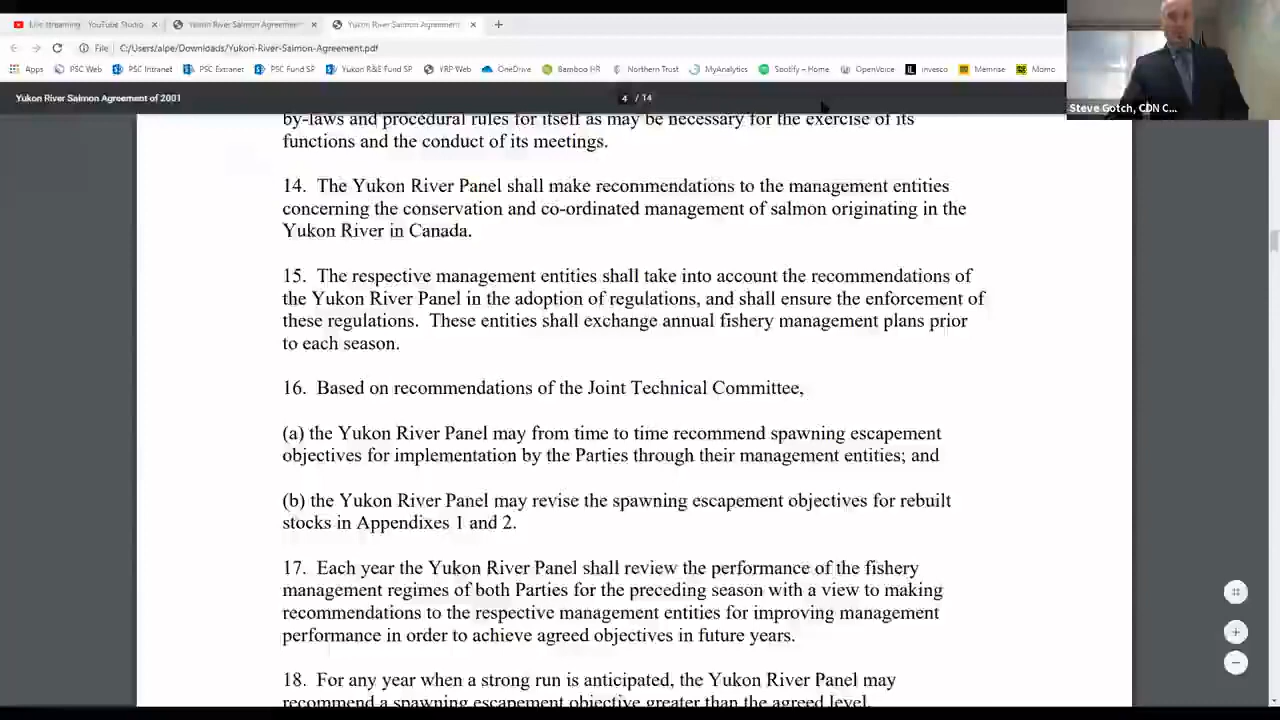 Live streaming - YouTube Studio
Yukon River Salmon Agreement
Yukon River Salmon Agreement
File
C:/Users/alpe/Downloads/Yukon-River-Salmon-Agreement.pdf
Apps
PSC Web
PSC Intranet
PSC Extranet
PSC Fund SP
Yukon R&E Fund SP
YRP Web
OneDrive
Bamboo HR
Northern Trust
MyAnalytics
Spotify – Home
OpenVoice
invesco
Memrise
Momo
Steve Gotch, CDN C...
Yukon River Salmon Agreement of 2001
4 / 14
by-laws and procedural rules for itself as may be necessary for the exercise of its
functions and the conduct of its meetings.
14. The Yukon River Panel shall make recommendations to the management entities
concerning the conservation and co-ordinated management of salmon originating in the
Yukon River in Canada.
15. The respective management entities shall take into account the recommendations of
the Yukon River Panel in the adoption of regulations, and shall ensure the enforcement of
these regulations. These entities shall exchange annual fishery management plans prior
to each season.
16. Based on recommendations of the Joint Technical Committee,
(a) the Yukon River Panel may from time to time recommend spawning escapement
objectives for implementation by the Parties through their management entities; and
(b) the Yukon River Panel may revise the spawning escapement objectives for rebuilt
stocks in Appendixes 1 and 2.
17. Each year the Yukon River Panel shall review the performance of the fishery
management regimes of both Parties for the preceding season with a view to making
recommendations to the respective management entities for improving management
performance in order to achieve agreed objectives in future years.
18. For any year when a strong run is anticipated, the Yukon River Panel may
recommend a spawning escapement objective greater than the agreed level.